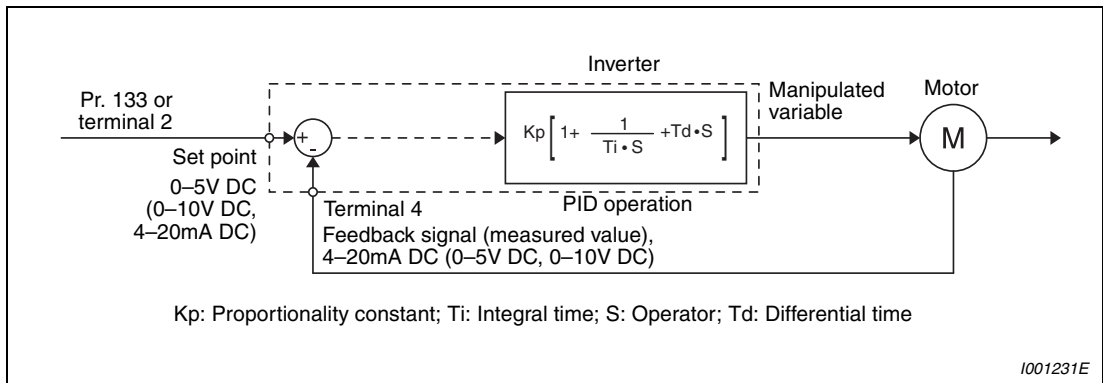 Inverter
Pr. 133 or
terminal 2
Manipulated
variable
Motor
+
-
Kp[1+ 1/Ti•S +Td•S]
M
Set point
0–5V DC
(0–10V DC,
4–20mA DC)
Terminal 4
PID operation
Feedback signal (measured value),
4–20mA DC (0–5V DC, 0–10V DC)
Kp: Proportionality constant; Ti: Integral time; S: Operator; Td: Differential time
I001231E